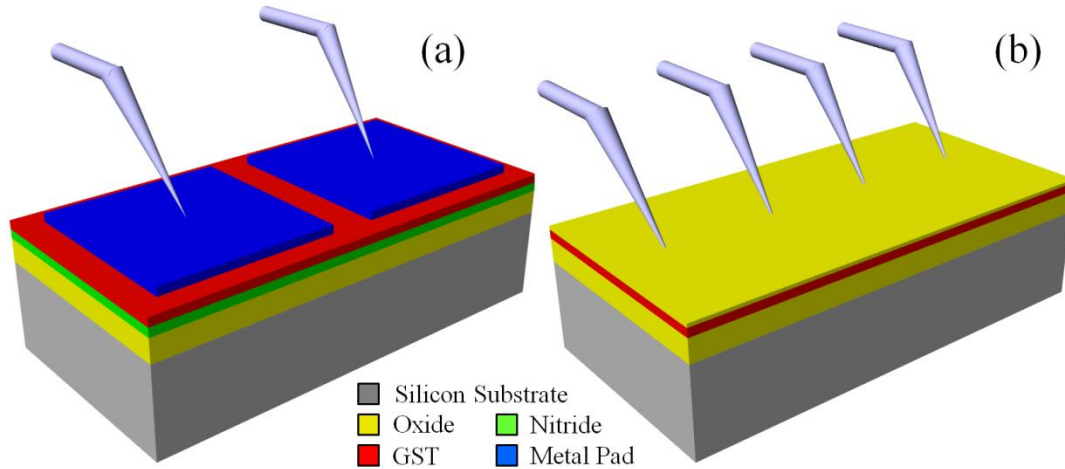 (a)
(b)
Silicon Substrate
Oxide
Nitride
GST
Metal Pad